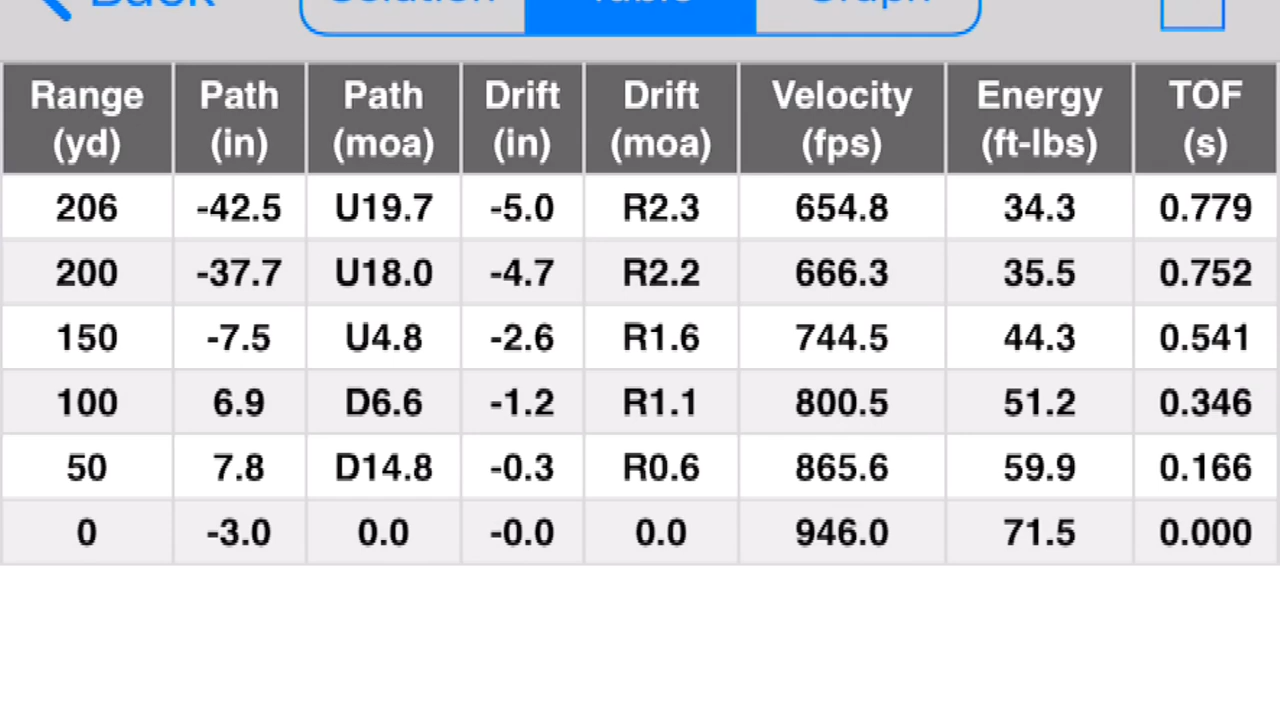 Back Solution Table Graph
Range (yd) Path (in) Path (moa) Drift (in) Drift (moa) Velocity (fps) Energy (ft-lbs) TOF (s)
206 -42.5 U19.7 -5.0 R2.3 654.8 34.3 0.779
200 -37.7 U18.0 -4.7 R2.2 666.3 35.5 0.752
150 -7.5 U4.8 -2.6 R1.6 744.5 44.3 0.541
100 6.9 D6.6 -1.2 R1.1 800.5 51.2 0.346
50 7.8 D14.8 -0.3 R0.6 865.6 59.9 0.166
0 -3.0 0.0 -0.0 0.0 946.0 71.5 0.000